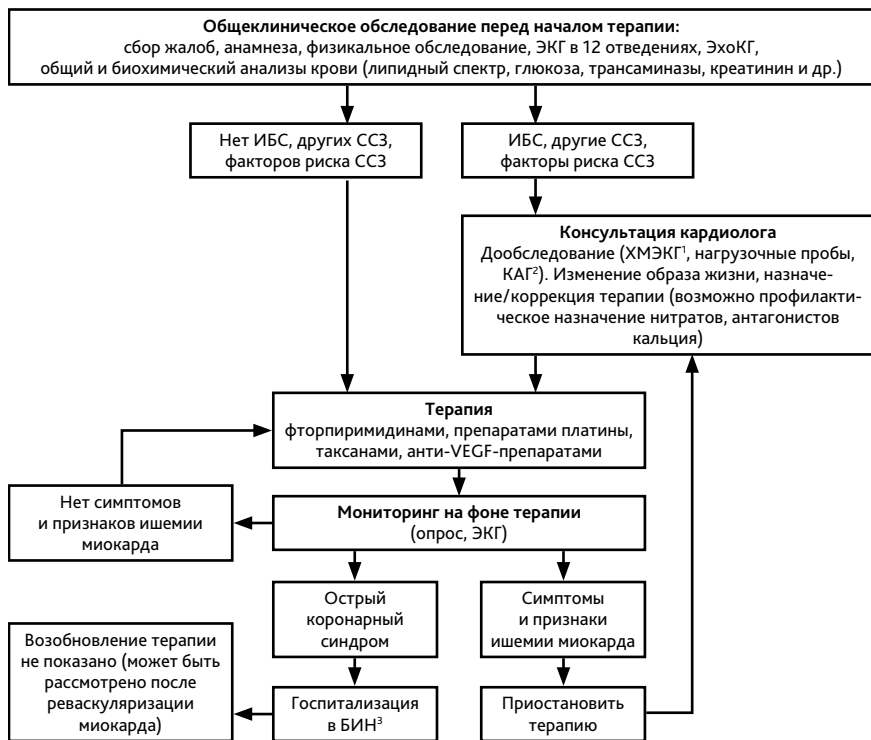 Общеклиническое обследование перед началом терапии:
сбор жалоб, анамнеза, физикальное обследование, ЭКГ в 12 отведениях, ЭхоКГ,
общий и биохимический анализы крови (липидный спектр, глюкоза, трансаминазы, креатинин и др.)
Нет ИБС, других ССЗ,
факторов риска ССЗ
ИБС, другие ССЗ,
факторы риска ССЗ
Консультация кардиолога
Дообследование (ХМЭКГ¹, нагрузочные пробы,
КАГ²). Изменение образа жизни, назначе-
ние/коррекция терапии (возможно профилакти-
ческое назначение нитратов, антагонистов
кальция)
Терапия
фторпиримидинами, препаратами платины,
таксанами, анти-VEGF-препаратами
Нет симптомов
и признаков ишемии
миокарда
Мониторинг на фоне терапии
(опрос, ЭКГ)
Острый
коронарный
синдром
Симптомы
и признаки
ишемии миокарда
Возобновление терапии
не показано (может быть
рассмотрено после
реваскуляризации
миокарда)
Госпитализация
в БИН³
Приостановить
терапию